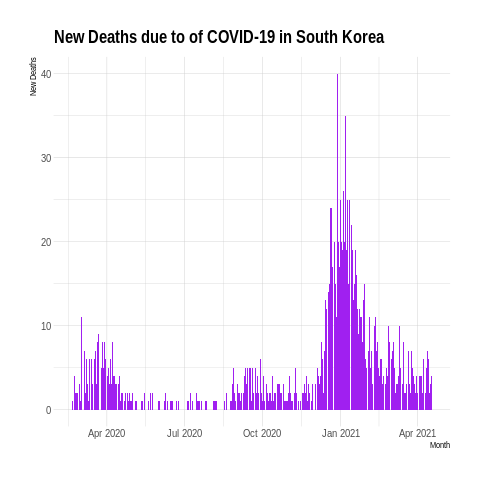 New Deaths due to of COVID-19 in South Korea
New Deaths
40
30
20
10
0
Apr 2020 Jul 2020 Oct 2020 Jan 2021 Apr 2021
Month